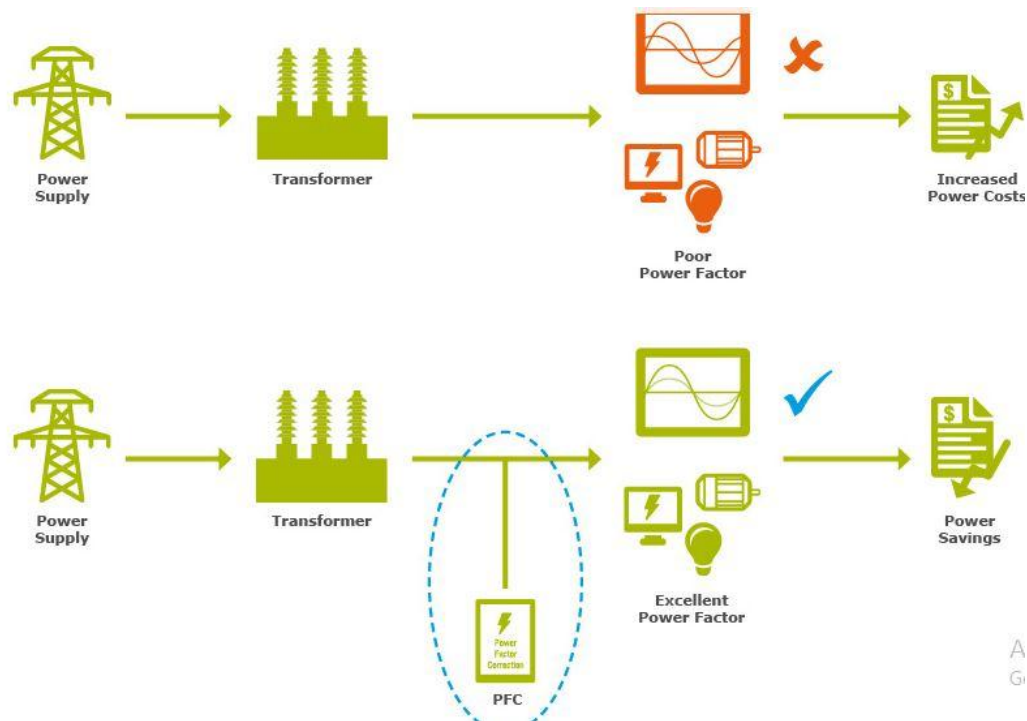 Power
Supply
Transformer
Poor
Power Factor
$
Increased
Power Costs
Power
Supply
Transformer
Power
Factor
Correction
PFC
Excellent
Power Factor
$
Power
Savings
A
Ge